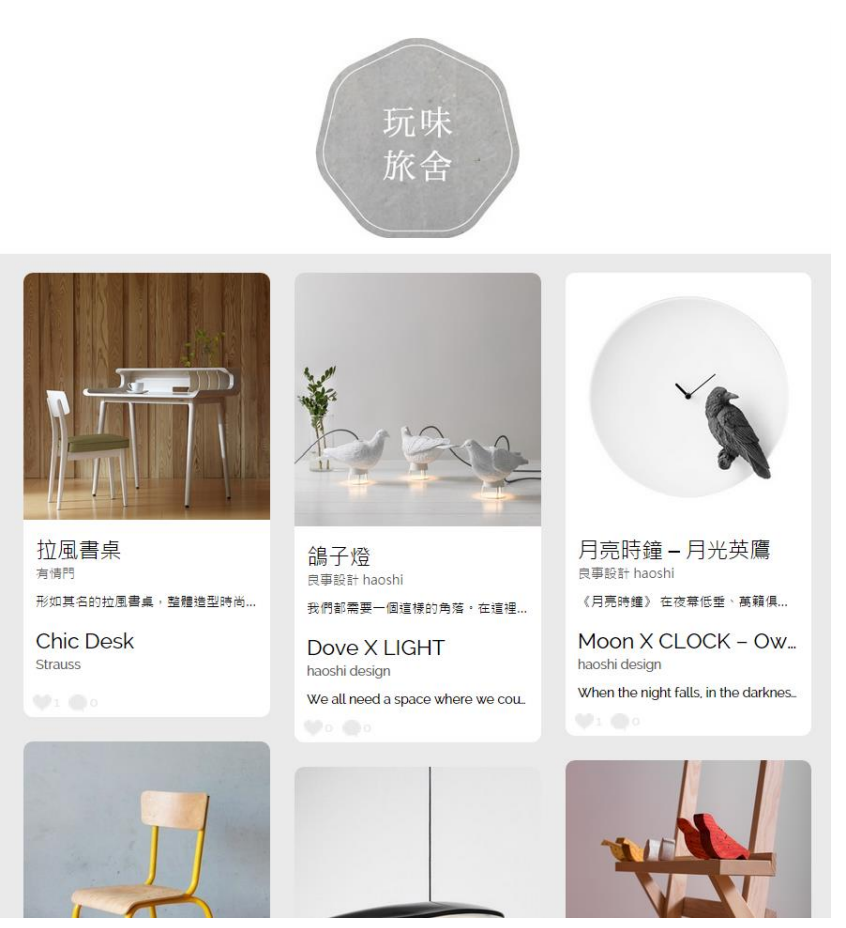 玩味
旅舍
拉風書桌
有情門
形如其名的拉風書桌，整體造型時尚...
Chic Desk
Strauss
1 0
鴿子燈
良事設計 haoshi
我們都需要一個這樣的角落。在這裡...
Dove X LIGHT
haoshi design
We all need a space where we cou...
0 0
月亮時鐘 – 月光英鷹
良事設計 haoshi
《月亮時鐘》 在夜幕低垂、萬籟俱...
Moon X CLOCK – Ow...
haoshi design
When the night falls, in the darknes...
1 0